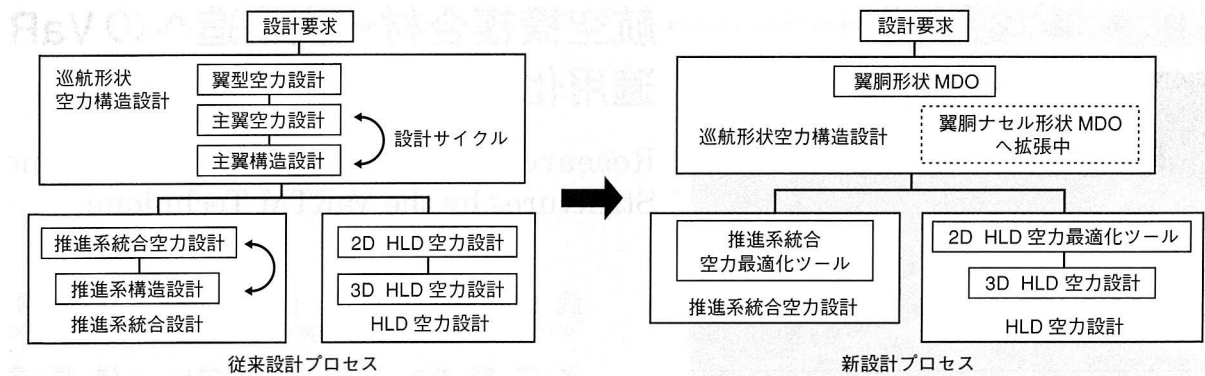 設計要求
巡航形状
空力構造設計
翼型空力設計
主翼空力設計
主翼構造設計
設計サイクル
推進系統合空力設計
推進系構造設計
推進系統合設計
2D HLD 空力設計
3D HLD 空力設計
HLD 空力設計
従来設計プロセス
設計要求
翼胴形状 MDO
巡航形状空力構造設計
翼胴ナセル形状 MDO
へ拡張中
推進系統合
空力最適化ツール
推進系統合空力設計
2D HLD 空力最適化ツール
3D HLD 空力設計
HLD 空力設計
新設計プロセス